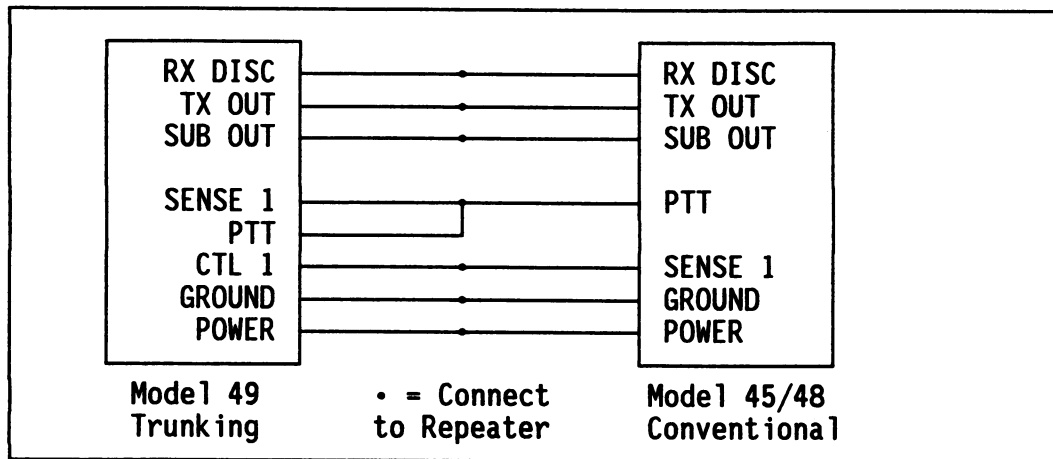 RX DISC RX DISC
TX OUT TX OUT
SUB OUT SUB OUT
SENSE 1 PTT
PTT
CTL 1 SENSE 1
GROUND GROUND
POWER POWER
Model 49 • = Connect Model 45/48
Trunking to Repeater Conventional